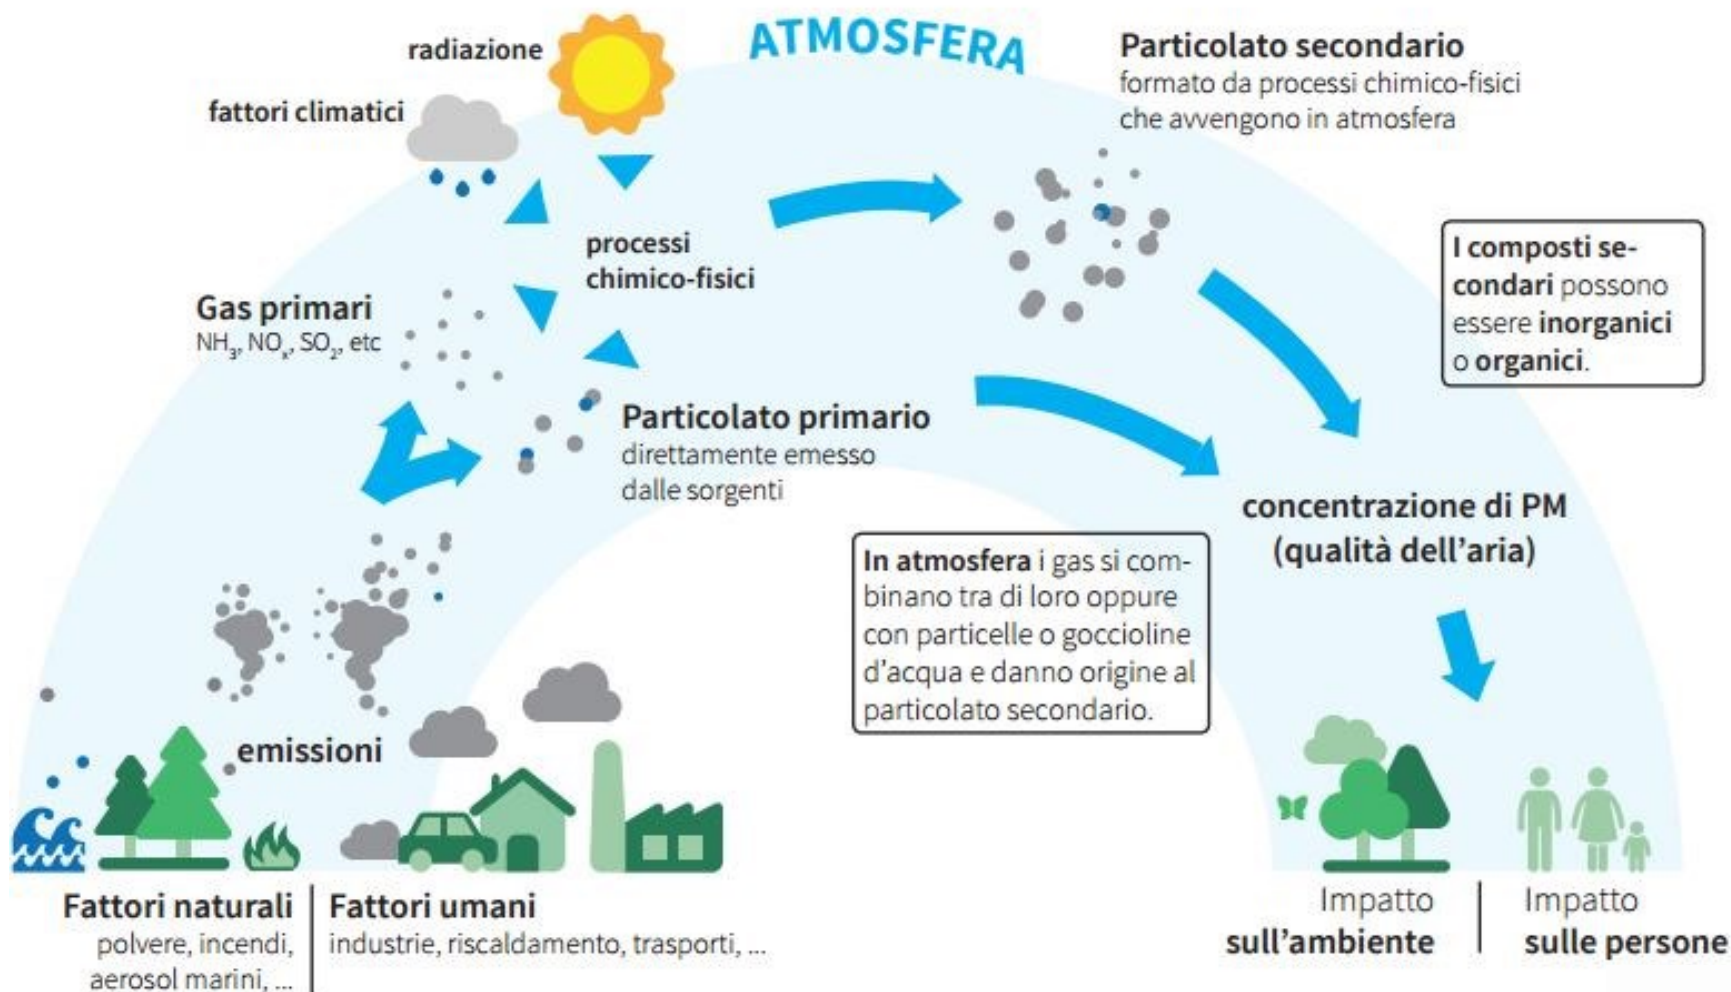 ATMOSFERA
radiazione
fattori climatici
processi
chimico-fisici
Gas primari
NH₃, NOₓ, SO₂, etc
Particolato primario
direttamente emesso
dalle sorgenti
Particolato secondario
formato da processi chimico-fisici
che avvengono in atmosfera
I composti se-
condari possono
essere inorganici
o organici.
In atmosfera i gas si com-
binano tra di loro oppure
con particelle o goccioline
d'acqua e danno origine al
particolato secondario.
concentrazione di PM
(qualità dell'aria)
emissioni
Fattori naturali
polvere, incendi,
aerosol marini, ...
Fattori umani
industrie, riscaldamento, trasporti, ...
Impatto
sull'ambiente
Impatto
sulle persone